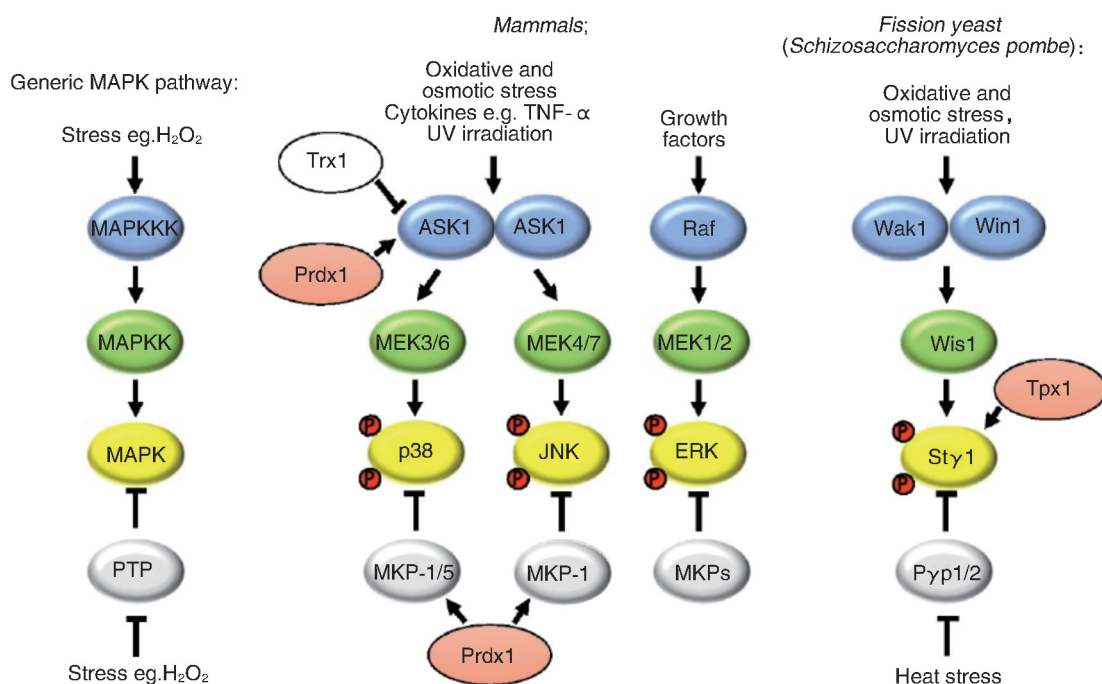 Generic MAPK pathway:
Stress eg.H₂O₂
MAPKKK
MAPKK
MAPK
PTP
Stress eg.H₂O₂
Mammals;
Oxidative and
osmotic stress
Cytokines e.g. TNF- α
UV irradiation
Trx1
Prdx1
ASK1
ASK1
MEK3/6
MEK4/7
P
P
p38
P
P
JNK
MKP-1/5
MKP-1
Prdx1
Growth
factors
Raf
MEK1/2
P
P
ERK
MKPs
Fission yeast
(Schizosaccharomyces pombe):
Oxidative and
osmotic stress,
UV irradiation
Wak1
Win1
Wis1
Tpx1
P
P
Stγ1
Pγp1/2
Heat stress